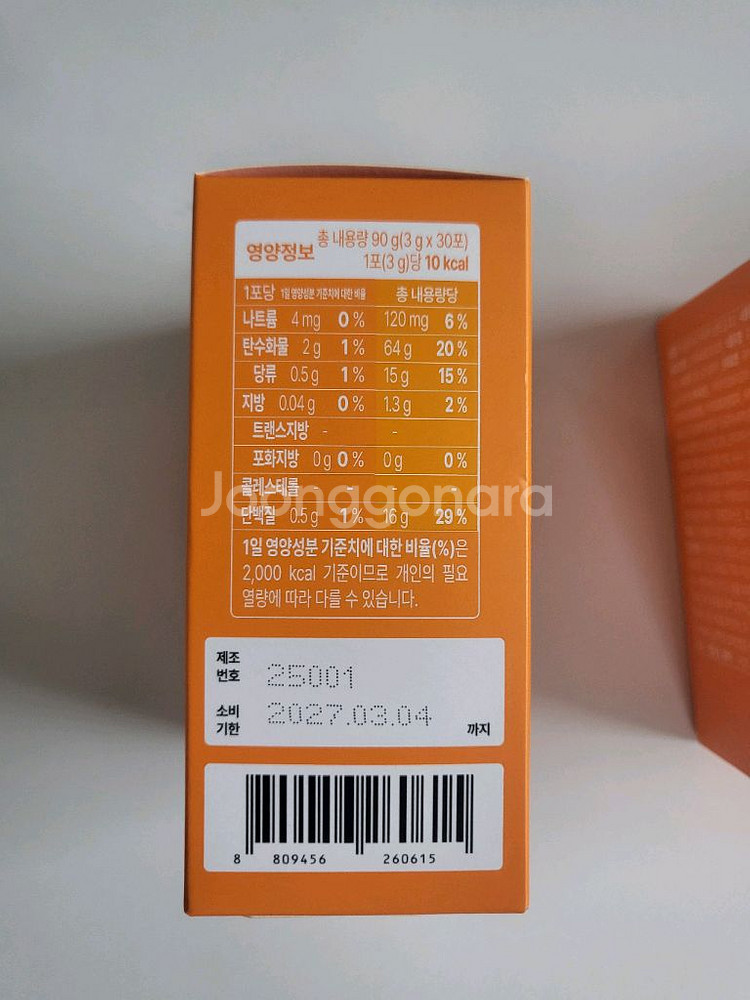 영양정보 총 내용량 90 g(3 g x 30포)
1포(3 g)당 10 kcal
1포당 1일 영양성분 기준치에 대한 비율 총 내용량당
나트륨 4 mg 0 % 120 mg 6 %
탄수화물 2 g 1 % 64 g 20 %
당류 0.5 g 1 % 15 g 15 %
지방 0.04 g 0 % 1.3 g 2 %
트랜스지방 - -
포화지방 0 g 0 % 0 g 0 %
콜레스테롤 - - - -
Joonggonara
단백질 0.5 g 1 % 16 g 29 %
1일 영양성분 기준치에 대한 비율(%)은
2,000 kcal 기준이므로 개인의 필요
열량에 따라 다를 수 있습니다.
제조
번호 25001
소비
기한 2027.03.04 까지
8 809456 260615